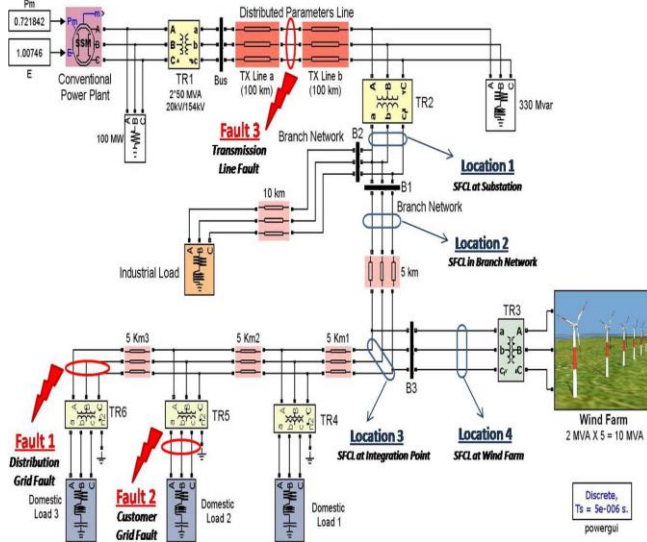 Pm
0.721842
1.00746
E
Pm
m
E
SSM
A
B
C
Conventional
Power Plant
100 MW
A B C
TR1
2*50 MVA
20kV/154kV
Bus
Distributed Parameters Line
TX Line a
(100 km)
TX Line b
(100 km)
Fault 3
Transmission
Line Fault
TR2
A B C
a b c
330 Mvar
A B C
Branch Network
B2
Location 1
SFCL at Substation
B1
Branch Network
10 km
Location 2
SFCL in Branch Network
Industrial Load
A B C
5 km
TR3
a A
b B
c C
B3
5 Km3
5 Km2
5 Km1
Fault 1
Distribution
Grid Fault
TR6
TR5
TR4
Location 3
SFCL at Integration Point
Location 4
SFCL at Wind Farm
Wind Farm
2 MVA X 5 = 10 MVA
Fault 2
Customer
Grid Fault
Domestic
Load 3
A B C
Domestic
Load 2
A B C
Domestic
Load 1
A B C
Discrete,
Ts = 5e-006 s.
powergui